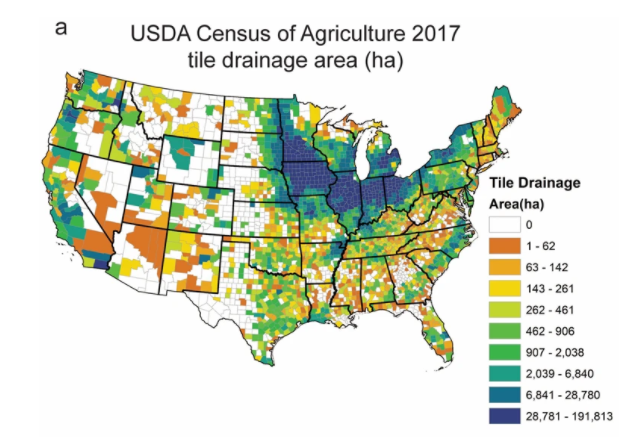 a
USDA Census of Agriculture 2017
tile drainage area (ha)
Tile Drainage
Area(ha)
0
1 - 62
63 - 142
143 - 261
262 - 461
462 - 906
907 - 2,038
2,039 - 6,840
6,841 - 28,780
28,781 - 191,813